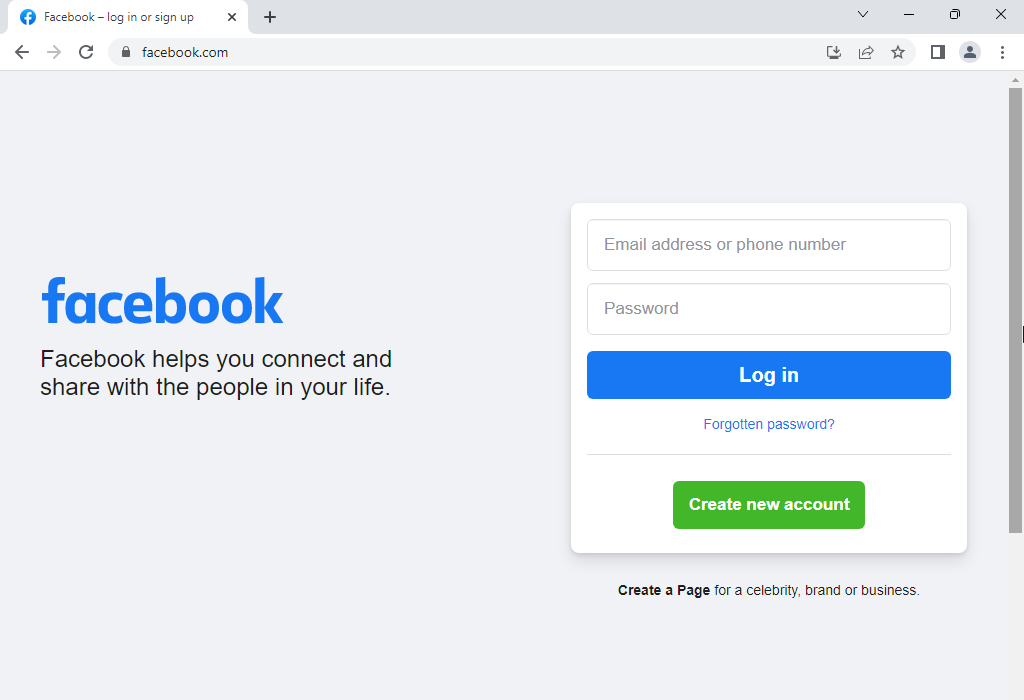 Facebook – log in or sign up
facebook.com
facebook
Facebook helps you connect and
share with the people in your life.
Email address or phone number
Password
Log in
Forgotten password?
Create new account
Create a Page for a celebrity, brand or business.